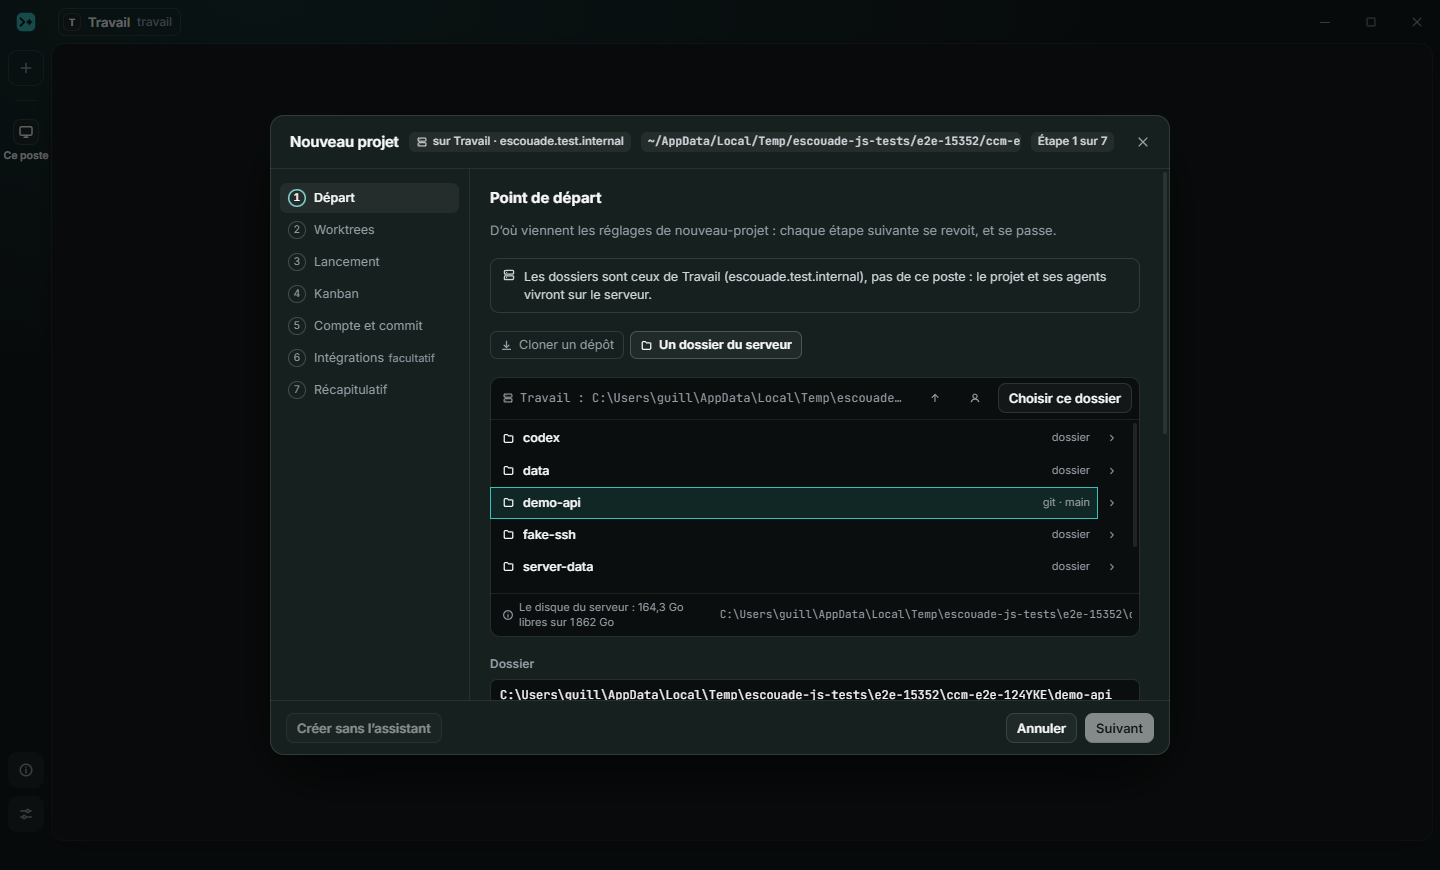 T Travail travail
Ce poste
Nouveau projet
sur Travail · escouade.test.internal
~/AppData/Local/Temp/escouade-js-tests/e2e-15352/ccm-e
Étape 1 sur 7
1 Départ
2 Worktrees
3 Lancement
4 Kanban
5 Compte et commit
6 Intégrations facultatif
7 Récapitulatif
Point de départ
D’où viennent les réglages de nouveau-projet : chaque étape suivante se revoit, et se passe.
Les dossiers sont ceux de Travail (escouade.test.internal), pas de ce poste : le projet et ses agents
vivront sur le serveur.
Cloner un dépôt
Un dossier du serveur
Travail : C:\Users\guill\AppData\Local\Temp\escouade…
Choisir ce dossier
codex dossier
data dossier
demo-api git · main
fake-ssh dossier
server-data dossier
Le disque du serveur : 164,3 Go
libres sur 1 862 Go
C:\Users\guill\AppData\Local\Temp\escouade-js-tests\e2e-15352\c
Dossier
C:\Users\guill\AppData\Local\Temp\escouade-js-tests\e2e-15352\ccm-e2e-124YKE\demo-api
Créer sans l’assistant
Annuler
Suivant